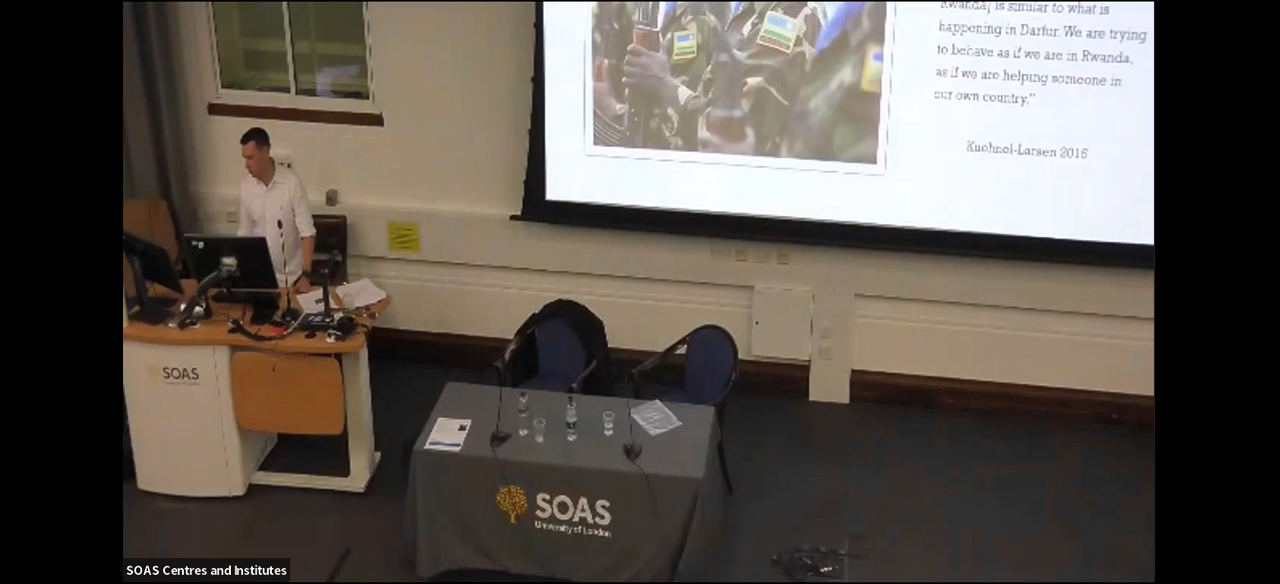 Rwanda; is similar to what is
happening in Darfur. We are trying
to behave as if we are in Rwanda,
as if we are helping someone in
our own country."
Kuehnel-Larsen 2016
SOAS
SOAS
University of London
SOAS Centres and Institutes